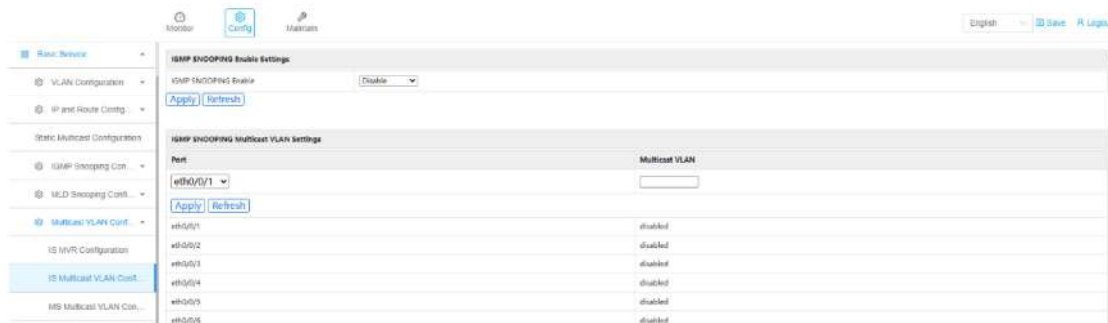 Monitor
Config
Maintain
English
Save
Logou
Basic Service
VLAN Configuration
IP and Route Config...
Static Multicast Configuration
IGMP Snooping Con...
MLD Snooping Confi...
Multicast VLAN Conf...
IS MVR Configuration
IS Multicast VLAN Confi...
MS Multicast VLAN Con...
IGMP SNOOPING Enable Settings
IGMP SNOOPING Enable Disable
Apply Refresh
IGMP SNOOPING Multicast VLAN Settings
Port Multicast VLAN
eth0/0/1
Apply Refresh
eth0/0/1 disabled
eth0/0/2 disabled
eth0/0/3 disabled
eth0/0/4 disabled
eth0/0/5 disabled
eth0/0/6 disabled